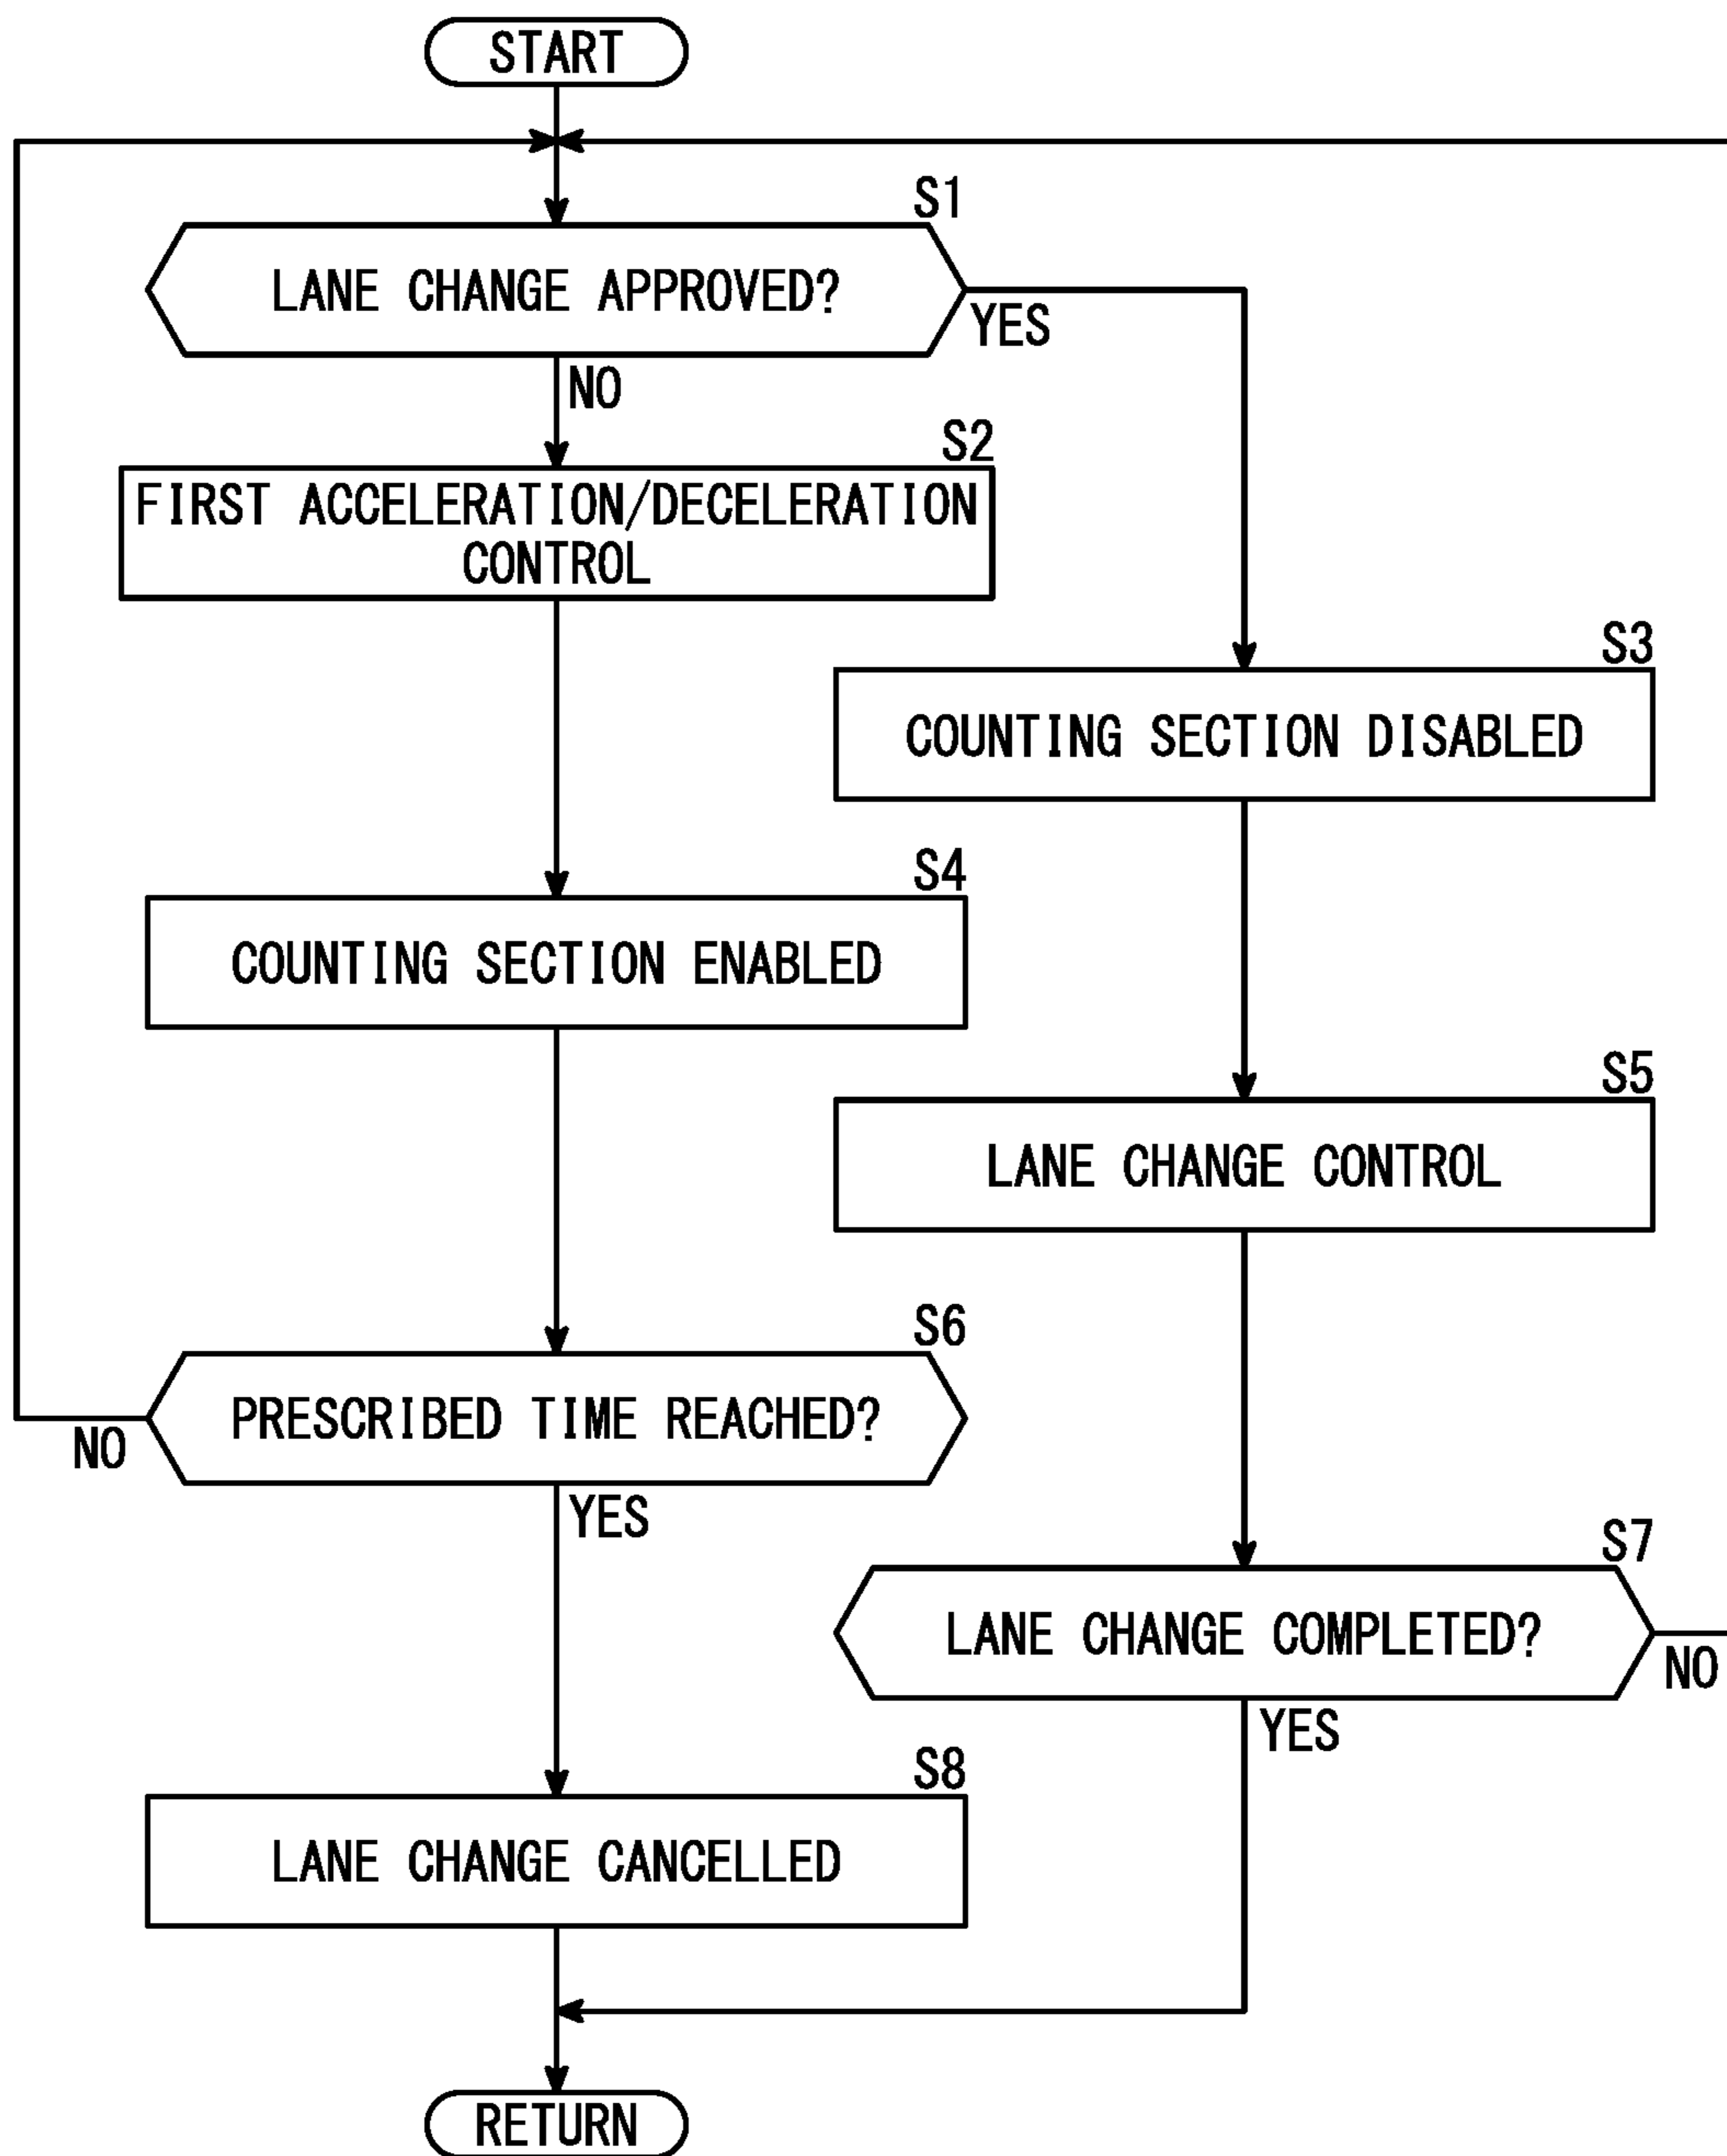 START
S1
LANE CHANGE APPROVED?
YES
NO
S2
FIRST ACCELERATION/DECELERATION
CONTROL
S3
COUNTING SECTION DISABLED
S4
COUNTING SECTION ENABLED
S5
LANE CHANGE CONTROL
S6
PRESCRIBED TIME REACHED?
NO
YES
S7
LANE CHANGE COMPLETED?
NO
YES
S8
LANE CHANGE CANCELLED
RETURN